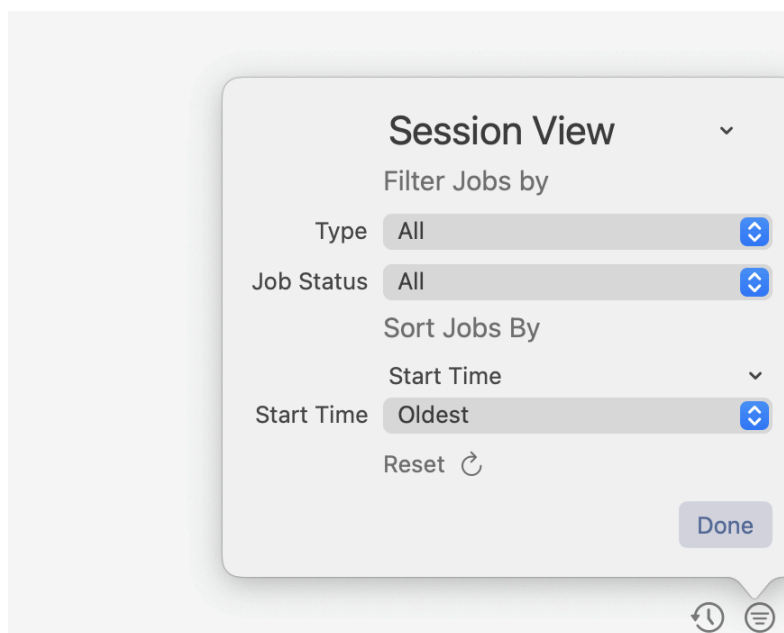 Session View
Filter Jobs by
Type All
Job Status All
Sort Jobs By
Start Time
Start Time Oldest
Reset
Done